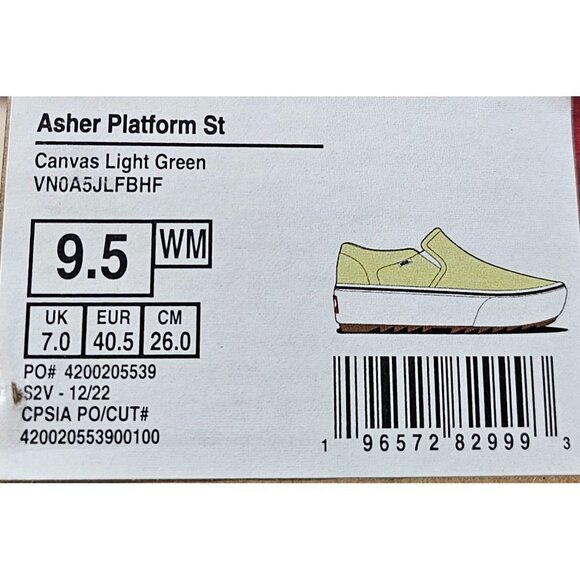 Asher Platform St
Canvas Light Green
VN0A5JLFBHF
9.5 WM
UK EUR CM
7.0 40.5 26.0
PO# 4200205539
S2V - 12/22
CPSIA PO/CUT#
420020553900100
1 96572 82999 3